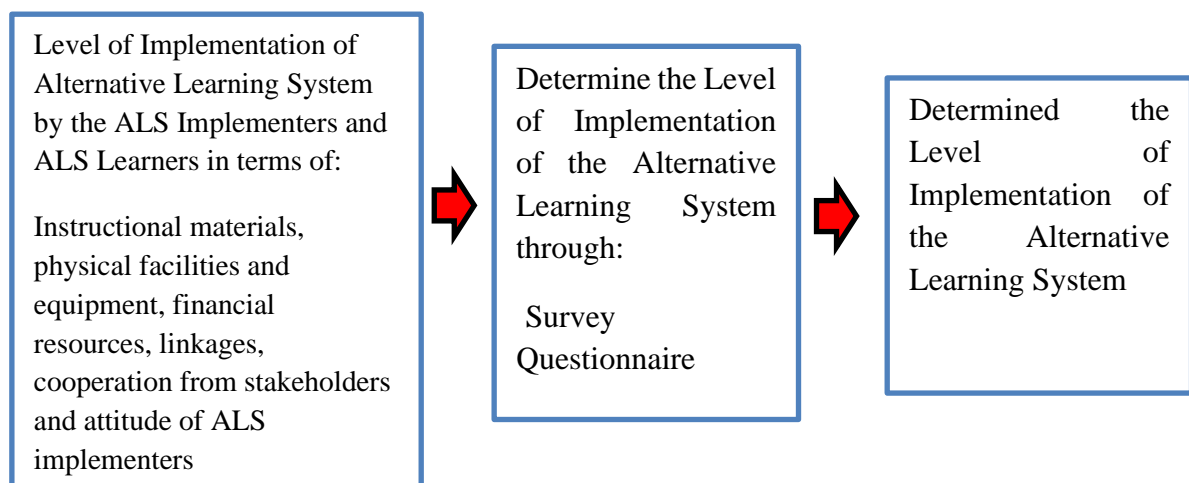 Level of Implementation of
Alternative Learning System
by the ALS Implementers and
ALS Learners in terms of:
Instructional materials,
physical facilities and
equipment, financial
resources, linkages,
cooperation from stakeholders
and attitude of ALS
implementers
Determine the Level
of Implementation
of the Alternative
Learning System
through:
Survey
Questionnaire
Determined the
Level of
Implementation of
the Alternative
Learning System